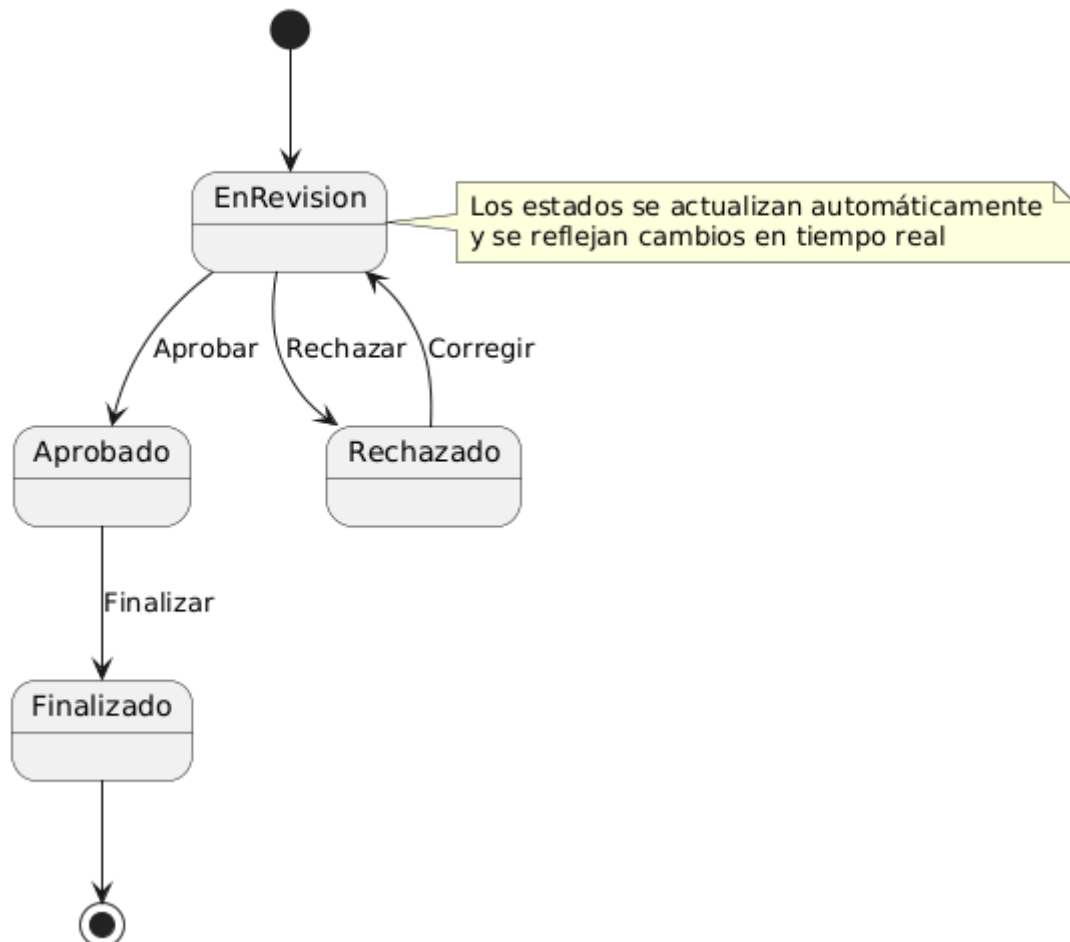 EnRevision
Los estados se actualizan automáticamente
y se reflejan cambios en tiempo real
Aprobar
Rechazar
Corregir
Aprobado
Rechazado
Finalizar
Finalizado